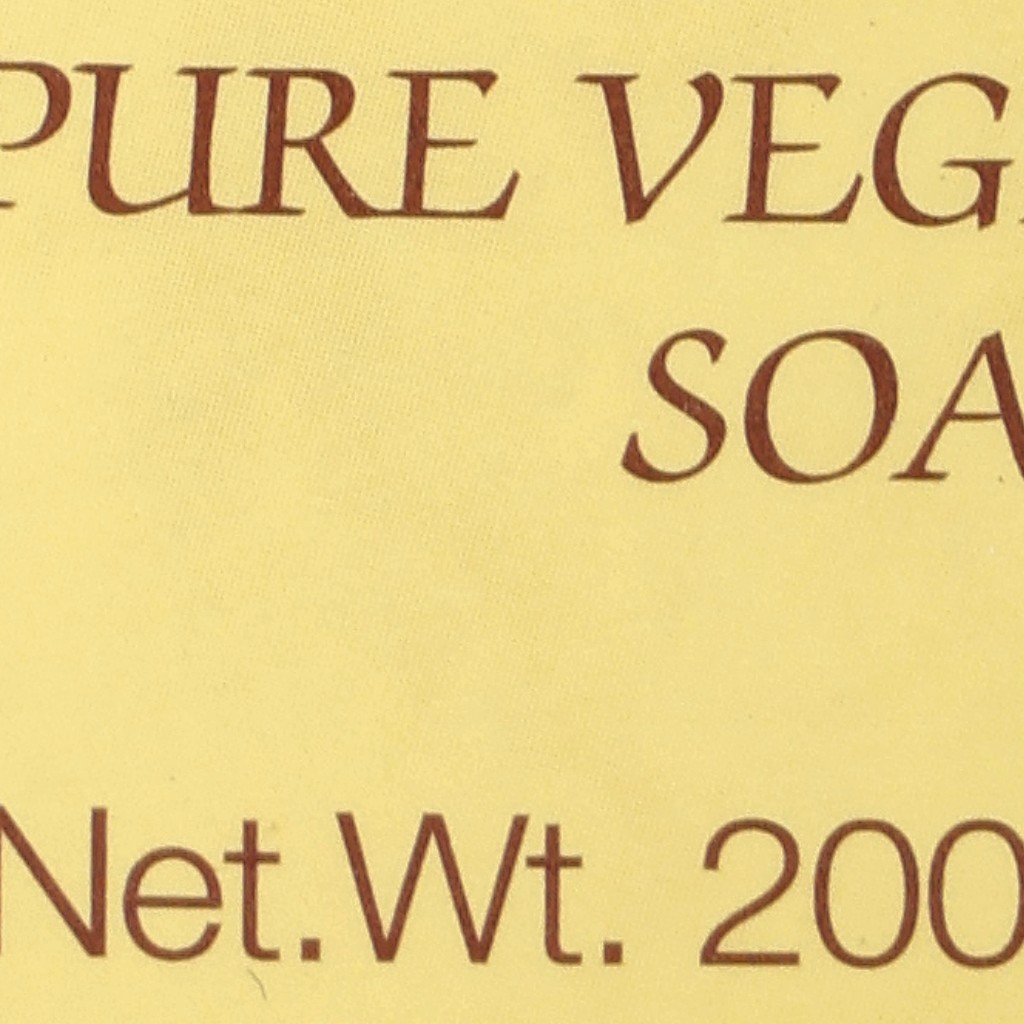 PURE VEG
SOA
Net.Wt. 200